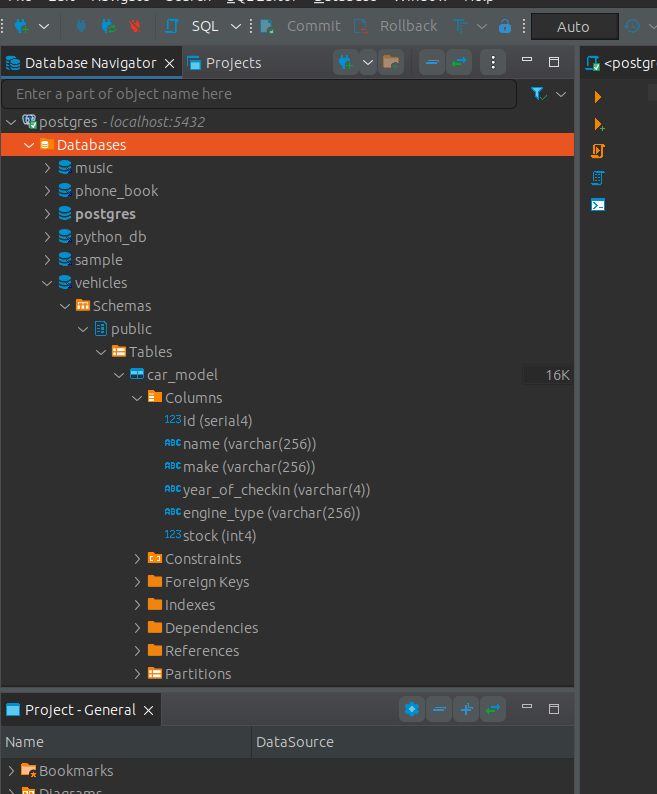 SQL Commit Rollback T Auto
Database Navigator Projects <postgr
Enter a part of object name here
postgres - localhost:5432
Databases
music
phone_book
postgres
python_db
sample
vehicles
Schemas
public
Tables
car_model 16K
Columns
123 id (serial4)
ABC name (varchar(256))
ABC make (varchar(256))
ABC year_of_checkin (varchar(4))
ABC engine_type (varchar(256))
123 stock (int4)
Constraints
Foreign Keys
Indexes
Dependencies
References
Partitions
Project - General
Name DataSource
Bookmarks
Diagrams